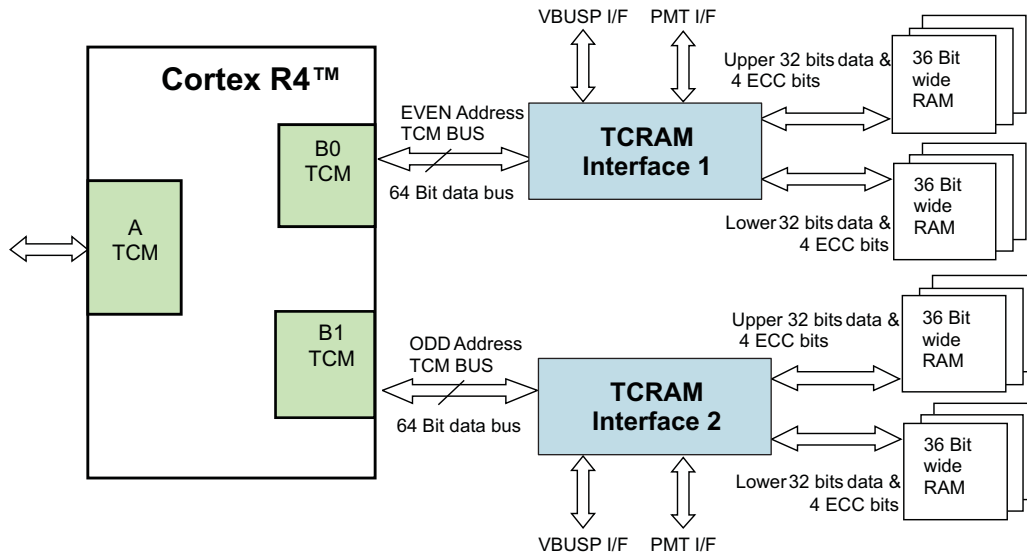 VBUSP I/F
PMT I/F
Cortex R4™
Upper 32 bits data &
4 ECC bits
36 Bit
wide
RAM
EVEN Address
TCM BUS
TCRAM
Interface 1
B0
TCM
64 Bit data bus
36 Bit
wide
RAM
Lower 32 bits data &
4 ECC bits
A
TCM
B1
TCM
ODD Address
TCM BUS
Upper 32 bits data &
4 ECC bits
36 Bit
wide
RAM
TCRAM
Interface 2
64 Bit data bus
36 Bit
wide
RAM
Lower 32 bits data &
4 ECC bits
VBUSP I/F
PMT I/F